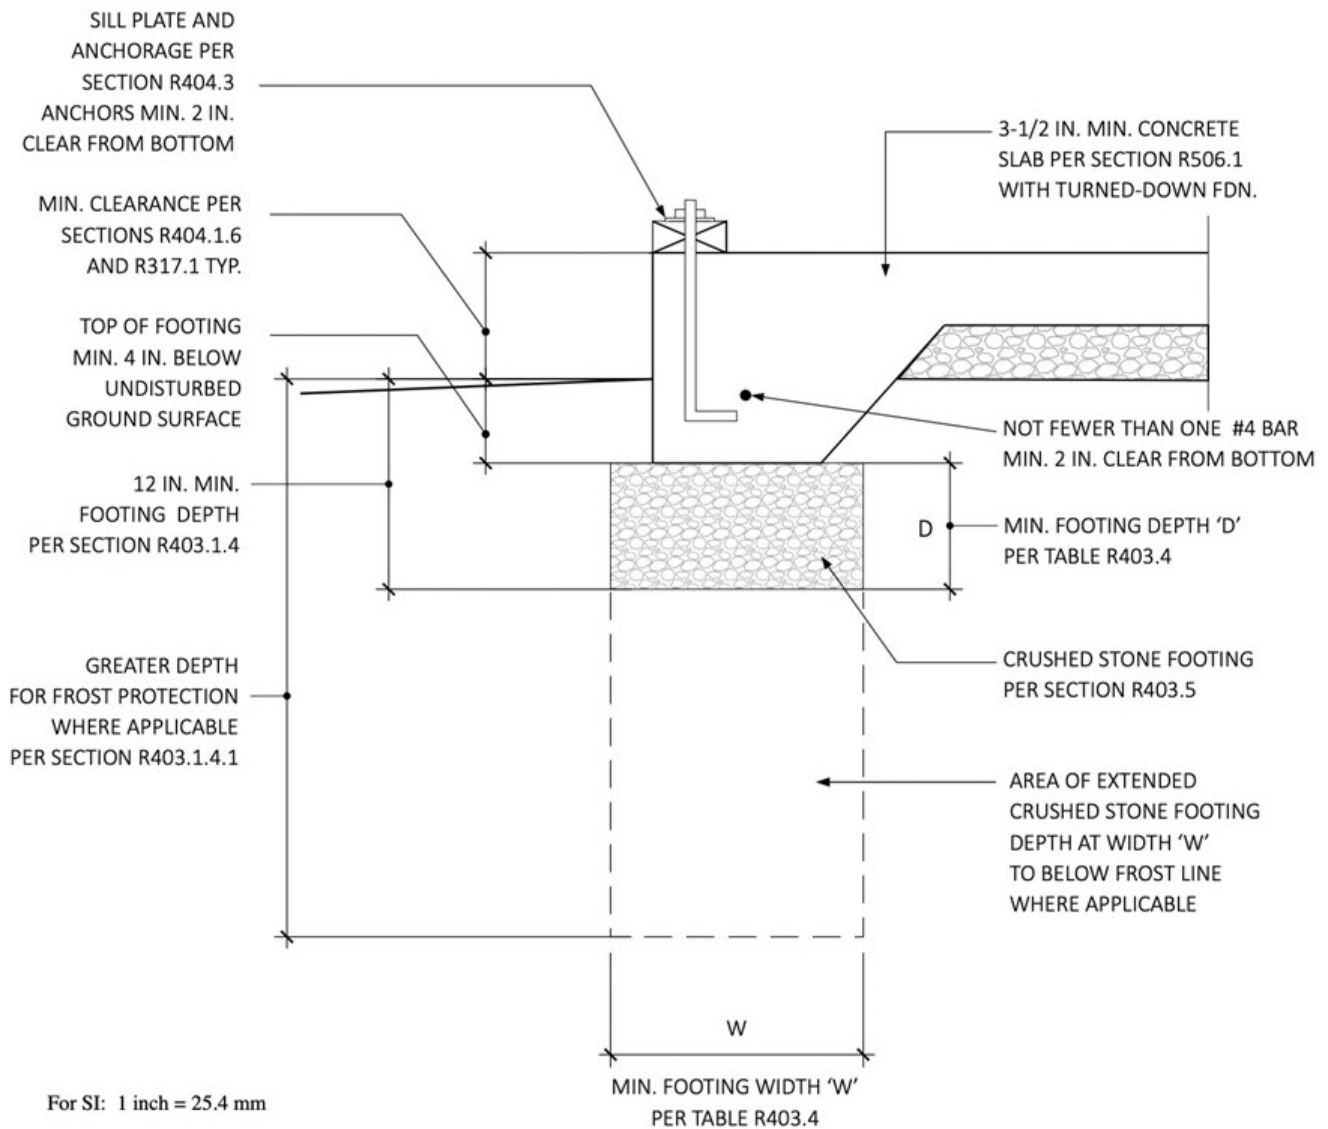 SILL PLATE AND
ANCHORAGE PER
SECTION R404.3
ANCHORS MIN. 2 IN.
CLEAR FROM BOTTOM
MIN. CLEARANCE PER
SECTIONS R404.1.6
AND R317.1 TYP.
TOP OF FOOTING
MIN. 4 IN. BELOW
UNDISTURBED
GROUND SURFACE
12 IN. MIN.
FOOTING DEPTH
PER SECTION R403.1.4
GREATER DEPTH
FOR FROST PROTECTION
WHERE APPLICABLE
PER SECTION R403.1.4.1
3-1/2 IN. MIN. CONCRETE
SLAB PER SECTION R506.1
WITH TURNED-DOWN FDN.
NOT FEWER THAN ONE #4 BAR
MIN. 2 IN. CLEAR FROM BOTTOM
D
MIN. FOOTING DEPTH ‘D’
PER TABLE R403.4
CRUSHED STONE FOOTING
PER SECTION R403.5
AREA OF EXTENDED
CRUSHED STONE FOOTING
DEPTH AT WIDTH ‘W’
TO BELOW FROST LINE
WHERE APPLICABLE
W
MIN. FOOTING WIDTH ‘W’
PER TABLE R403.4
For SI: 1 inch = 25.4 mm